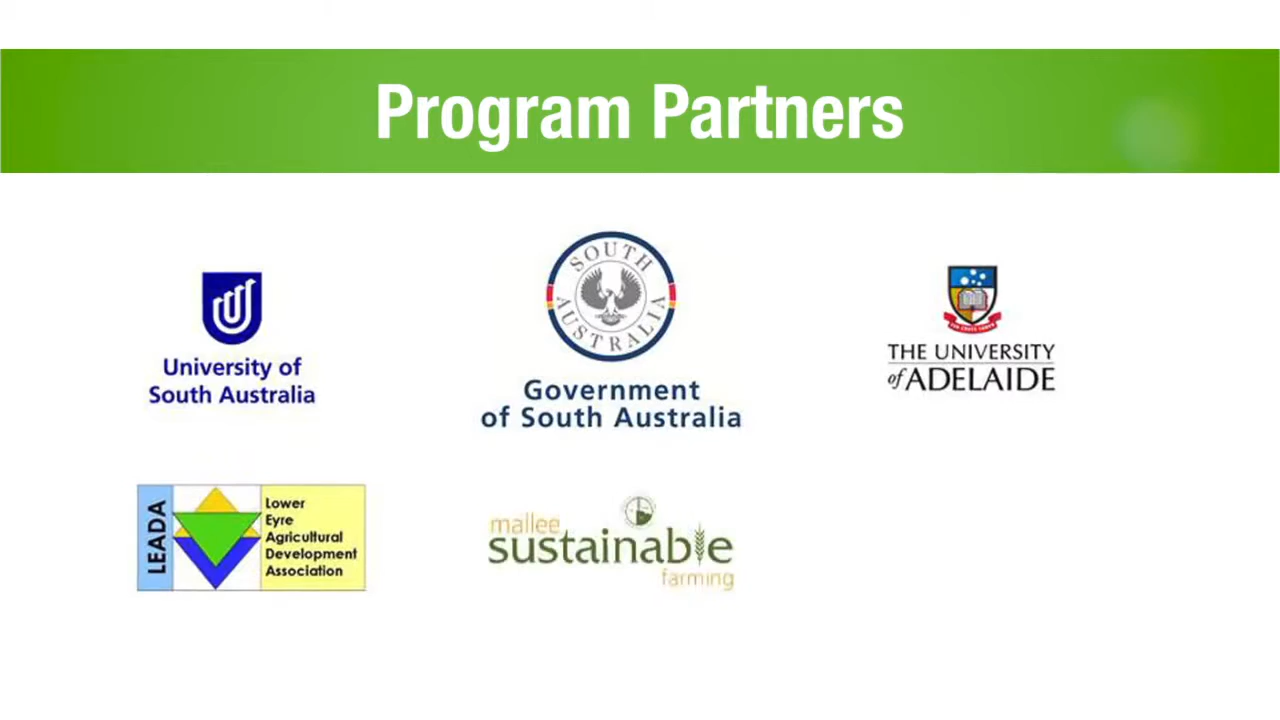 Program Partners
University of
South Australia
SOUTH
AUSTRALIA
Government
of South Australia
THE UNIVERSITY
of ADELAIDE
LEADA
Lower
Eyre
Agricultural
Development
Association
mallee
sustainable
farming